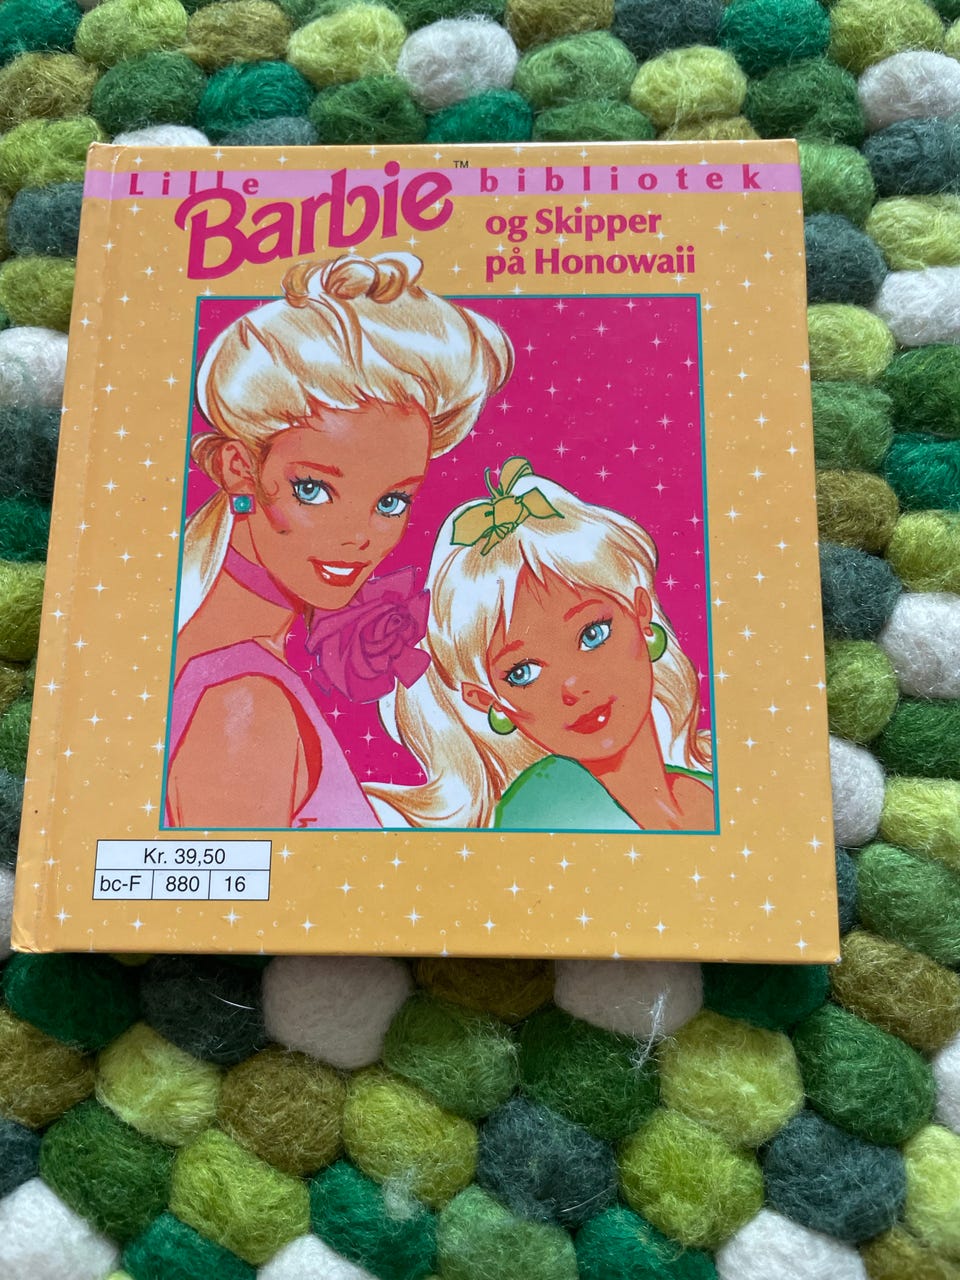 Lille bibliotek
Barbie™
og Skipper
på Honowaii
Kr. 39,50
bc-F 880 16